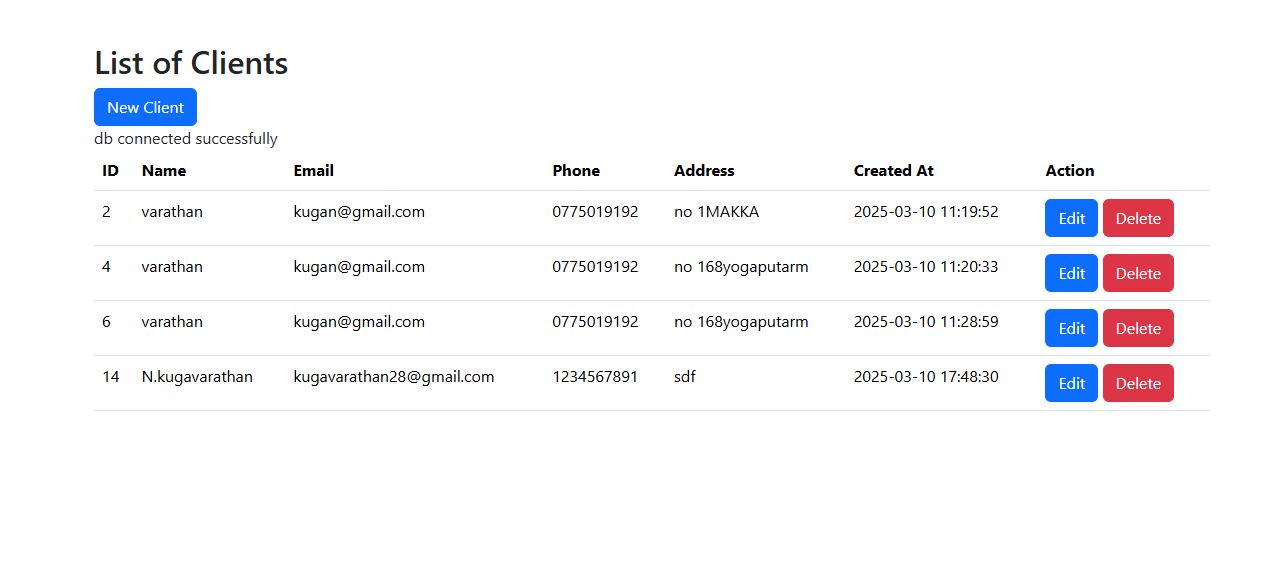 List of Clients
New Client
db connected successfully
ID Name Email Phone Address Created At Action
2 varathan kugan@gmail.com 0775019192 no 1MAKKA 2025-03-10 11:19:52 Edit Delete
4 varathan kugan@gmail.com 0775019192 no 168yogaputarm 2025-03-10 11:20:33 Edit Delete
6 varathan kugan@gmail.com 0775019192 no 168yogaputarm 2025-03-10 11:28:59 Edit Delete
14 N.kugavarathan kugavarathan28@gmail.com 1234567891 sdf 2025-03-10 17:48:30 Edit Delete